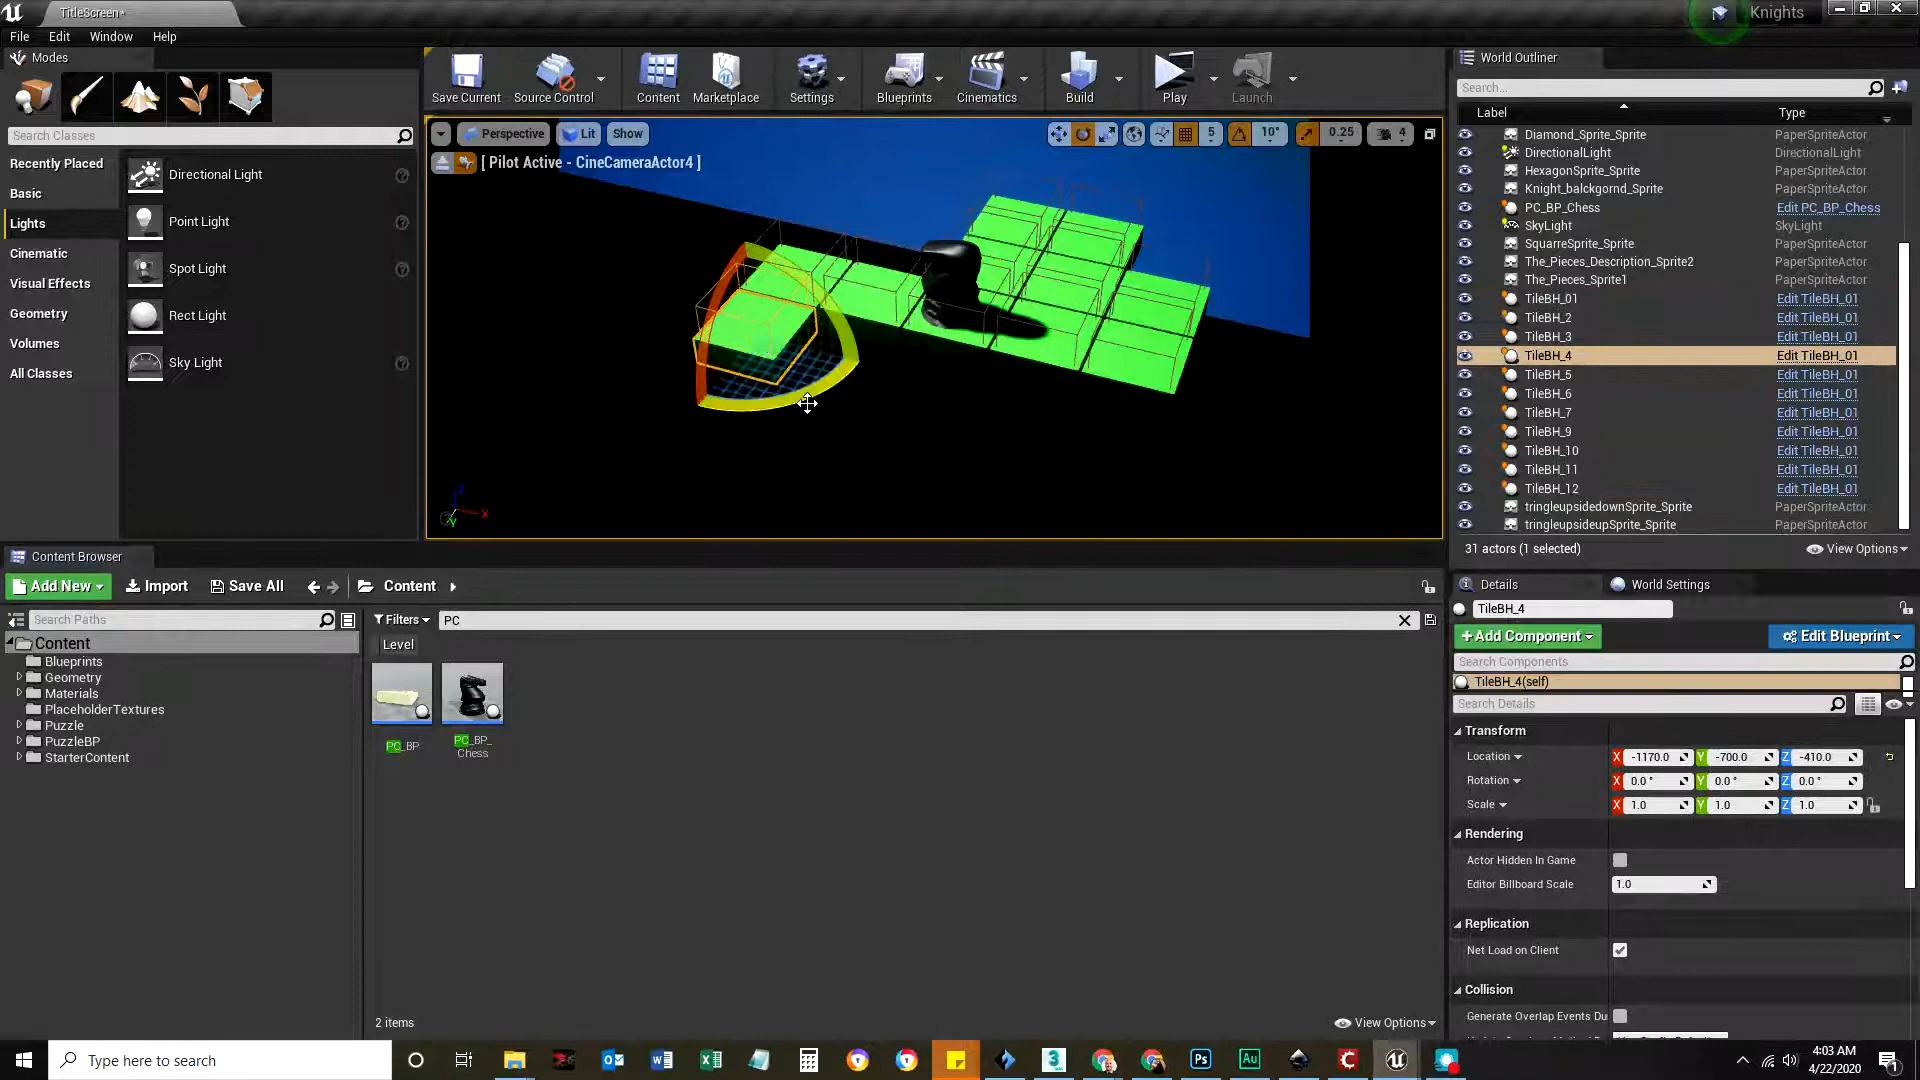 TitleScreen*
Knights
File Edit Window Help
Modes
Search Classes
Recently Placed
Basic
Lights
Cinematic
Visual Effects
Geometry
Volumes
All Classes
Directional Light
Point Light
Spot Light
Rect Light
Sky Light
Save Current
Source Control
Content
Marketplace
Settings
Blueprints
Cinematics
Build
Play
Launch
Perspective Lit Show
5 10° 0.25 4
[ Pilot Active - CineCameraActor4 ]
Z X Y
World Outliner
Search...
Label Type
Diamond_Sprite_Sprite PaperSpriteActor
DirectionalLight DirectionalLight
HexagonSprite_Sprite PaperSpriteActor
Knight_balckgornd_Sprite PaperSpriteActor
PC_BP_Chess Edit PC_BP_Chess
SkyLight SkyLight
SquarreSprite_Sprite PaperSpriteActor
The_Pieces_Description_Sprite2 PaperSpriteActor
The_Pieces_Sprite1 PaperSpriteActor
TileBH_01 Edit TileBH_01
TileBH_2 Edit TileBH_01
TileBH_3 Edit TileBH_01
TileBH_4 Edit TileBH_01
TileBH_5 Edit TileBH_01
TileBH_6 Edit TileBH_01
TileBH_7 Edit TileBH_01
TileBH_9 Edit TileBH_01
TileBH_10 Edit TileBH_01
TileBH_11 Edit TileBH_01
TileBH_12 Edit TileBH_01
tringleupsidedownSprite_Sprite PaperSpriteActor
tringleupsideupSprite_Sprite PaperSpriteActor
31 actors (1 selected) View Options
Content Browser
Add New Import Save All Content
Search Paths
Filters PC
Level
Content
Blueprints
Geometry
Materials
PlaceholderTextures
Puzzle
PuzzleBP
StarterContent
PC_BP
PC_BP_
Chess
2 items View Options
Details World Settings
TileBH_4
+Add Component Edit Blueprint
Search Components
TileBH_4(self)
Search Details
Transform
Location X -1170.0 Y -700.0 Z -410.0
Rotation X 0.0 ° Y 0.0 ° Z 0.0 °
Scale X 1.0 Y 1.0 Z 1.0
Rendering
Actor Hidden In Game
Editor Billboard Scale 1.0
Replication
Net Load on Client
Collision
Generate Overlap Events Du
Type here to search
4:03 AM
4/22/2020